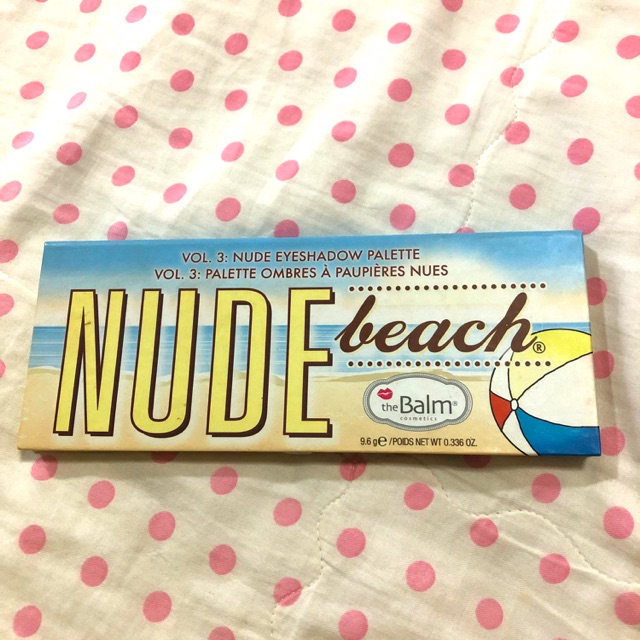 VOL. 3: NUDE EYESHADOW PALETTE
VOL. 3: PALETTE OMBRES À PAUPIÈRES NUES
NUDE beach®
theBalm®
cosmetics
9.6 g ℮ /POIDS NET WT 0.336 OZ.